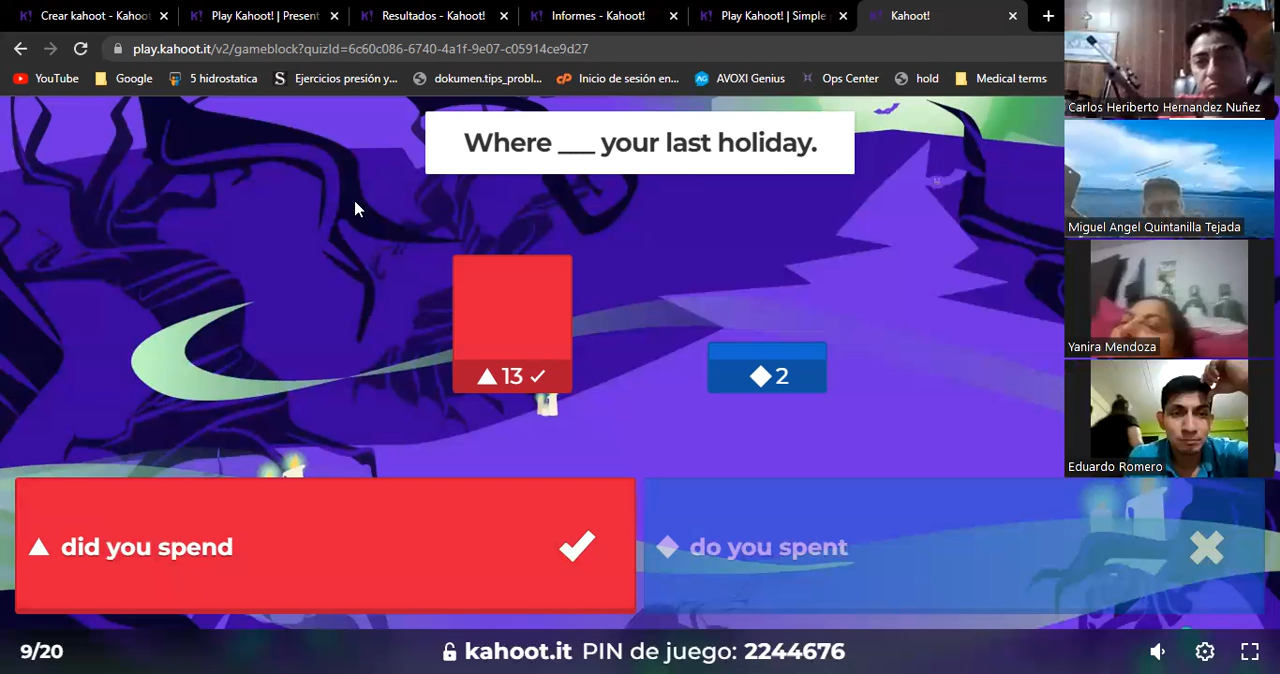 Crear kahoot - Kahoo
Play Kahoot! | Present
Resultados - Kahoot!
Informes - Kahoot!
Play Kahoot! | Simple
Kahoot!
play.kahoot.it/v2/gameblock?quizId=6c60c086-6740-4a1f-9e07-c05914ce9d27
YouTube
Google
5 hidrostatica
Ejercicios presión y...
dokumen.tips_probl...
Inicio de sesión en...
AVOXI Genius
Ops Center
hold
Medical terms
Where ___ your last holiday.
13
2
did you spend
do you spent
9/20
kahoot.it PIN de juego: 2244676
Carlos Heriberto Hernandez Nuñez
Miguel Angel Quintanilla Tejada
Yanira Mendoza
Eduardo Romero